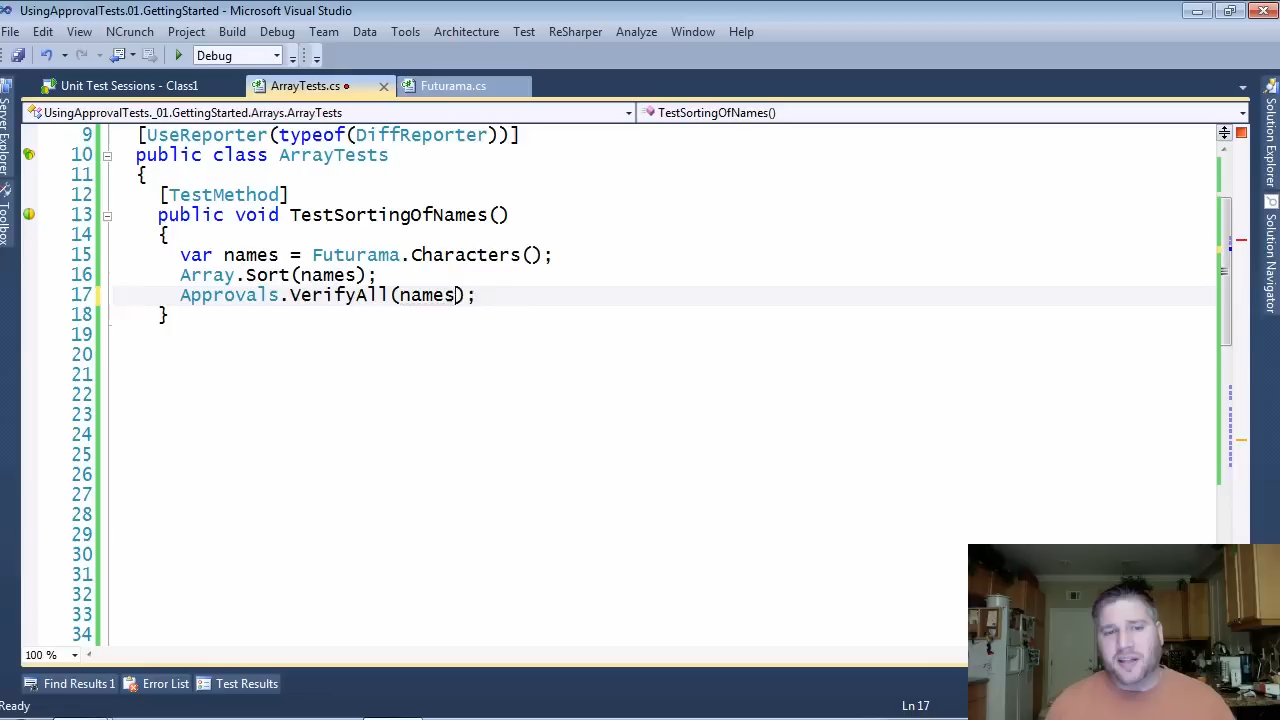 UsingApprovalTests.01.GettingStarted - Microsoft Visual Studio
File Edit View NCrunch Project Build Debug Team Data Tools Architecture Test ReSharper Analyze Window Help
Debug
Unit Test Sessions - Class1 ArrayTests.cs Futurama.cs
UsingApprovalTests._01.GettingStarted.Arrays.ArrayTests TestSortingOfNames()
Server Explorer
Toolbox
Solution Explorer
Solution Navigator
9 [UseReporter(typeof(DiffReporter))]
10 public class ArrayTests
11 {
12 [TestMethod]
13 public void TestSortingOfNames()
14 {
15 var names = Futurama.Characters();
16 Array.Sort(names);
17 Approvals.VerifyAll(names);
18 }
19
20
21
22
23
24
25
26
27
28
29
30
31
32
33
34
100 %
Find Results 1 Error List Test Results
Ready Ln 17